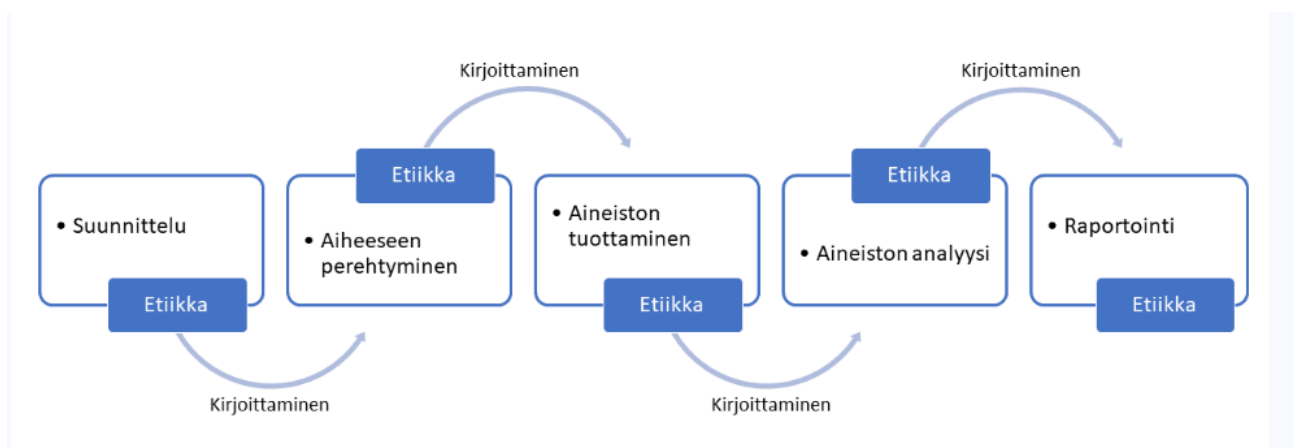 Kirjoittaminen
Kirjoittaminen
Etiikka
Etiikka
• Suunnittelu
• Aiheeseen
perehtyminen
• Aineiston
tuottaminen
• Aineiston analyysi
• Raportointi
Etiikka
Etiikka
Etiikka
Kirjoittaminen
Kirjoittaminen